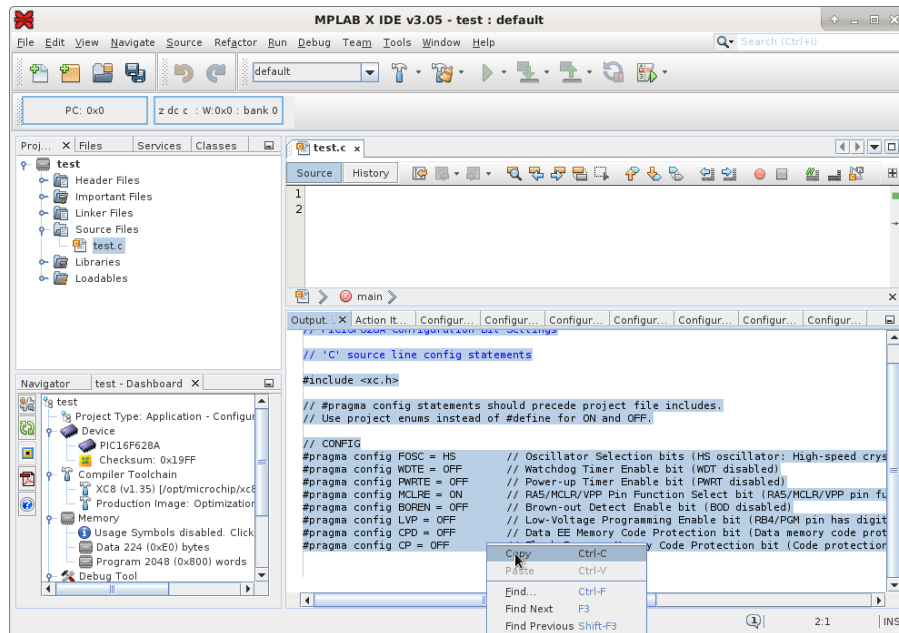 MPLAB X IDE v3.05 - test : default
File Edit View Navigate Source Refactor Run Debug Team Tools Window Help
Search (Ctrl+I)
default
PC: 0x0
z dc c : W:0x0 : bank 0
Proj... Files Services Classes
test
Header Files
Important Files
Linker Files
Source Files
test.c
Libraries
Loadables
test.c
Source History
1
2
main
Navigator test - Dashboard
test
Project Type: Application - Configur
Device
PIC16F628A
Checksum: 0x19FF
Compiler Toolchain
XC8 (v1.35) [/opt/microchip/xc8
Production Image: Optimization
Memory
Usage Symbols disabled. Click
Data 224 (0xE0) bytes
Program 2048 (0x800) words
Debug Tool
Output... Action It... Configur... Configur... Configur... Configur... Configur... Configur... Configur...
// PIC16F628A Configuration Bit Settings
// 'C' source line config statements
#include <xc.h>
// #pragma config statements should precede project file includes.
// Use project enums instead of #define for ON and OFF.
// CONFIG
#pragma config FOSC = HS // Oscillator Selection bits (HS oscillator: High-speed crys
#pragma config WDTE = OFF // Watchdog Timer Enable bit (WDT disabled)
#pragma config PWRTE = OFF // Power-up Timer Enable bit (PWRT disabled)
#pragma config MCLRE = ON // RA5/MCLR/VPP Pin Function Select bit (RA5/MCLR/VPP pin fu
#pragma config BOREN = OFF // Brown-out Detect Enable bit (BOD disabled)
#pragma config LVP = OFF // Low-Voltage Programming Enable bit (RB4/PGM pin has digit
#pragma config CPD = OFF // Data EE Memory Code Protection bit (Data memory code prot
#pragma config CP = OFF Code Protection bit (Code protection
Copy Ctrl-C
Paste Ctrl-V
Find... Ctrl-F
Find Next F3
Find Previous Shift-F3
1
2:1
INS